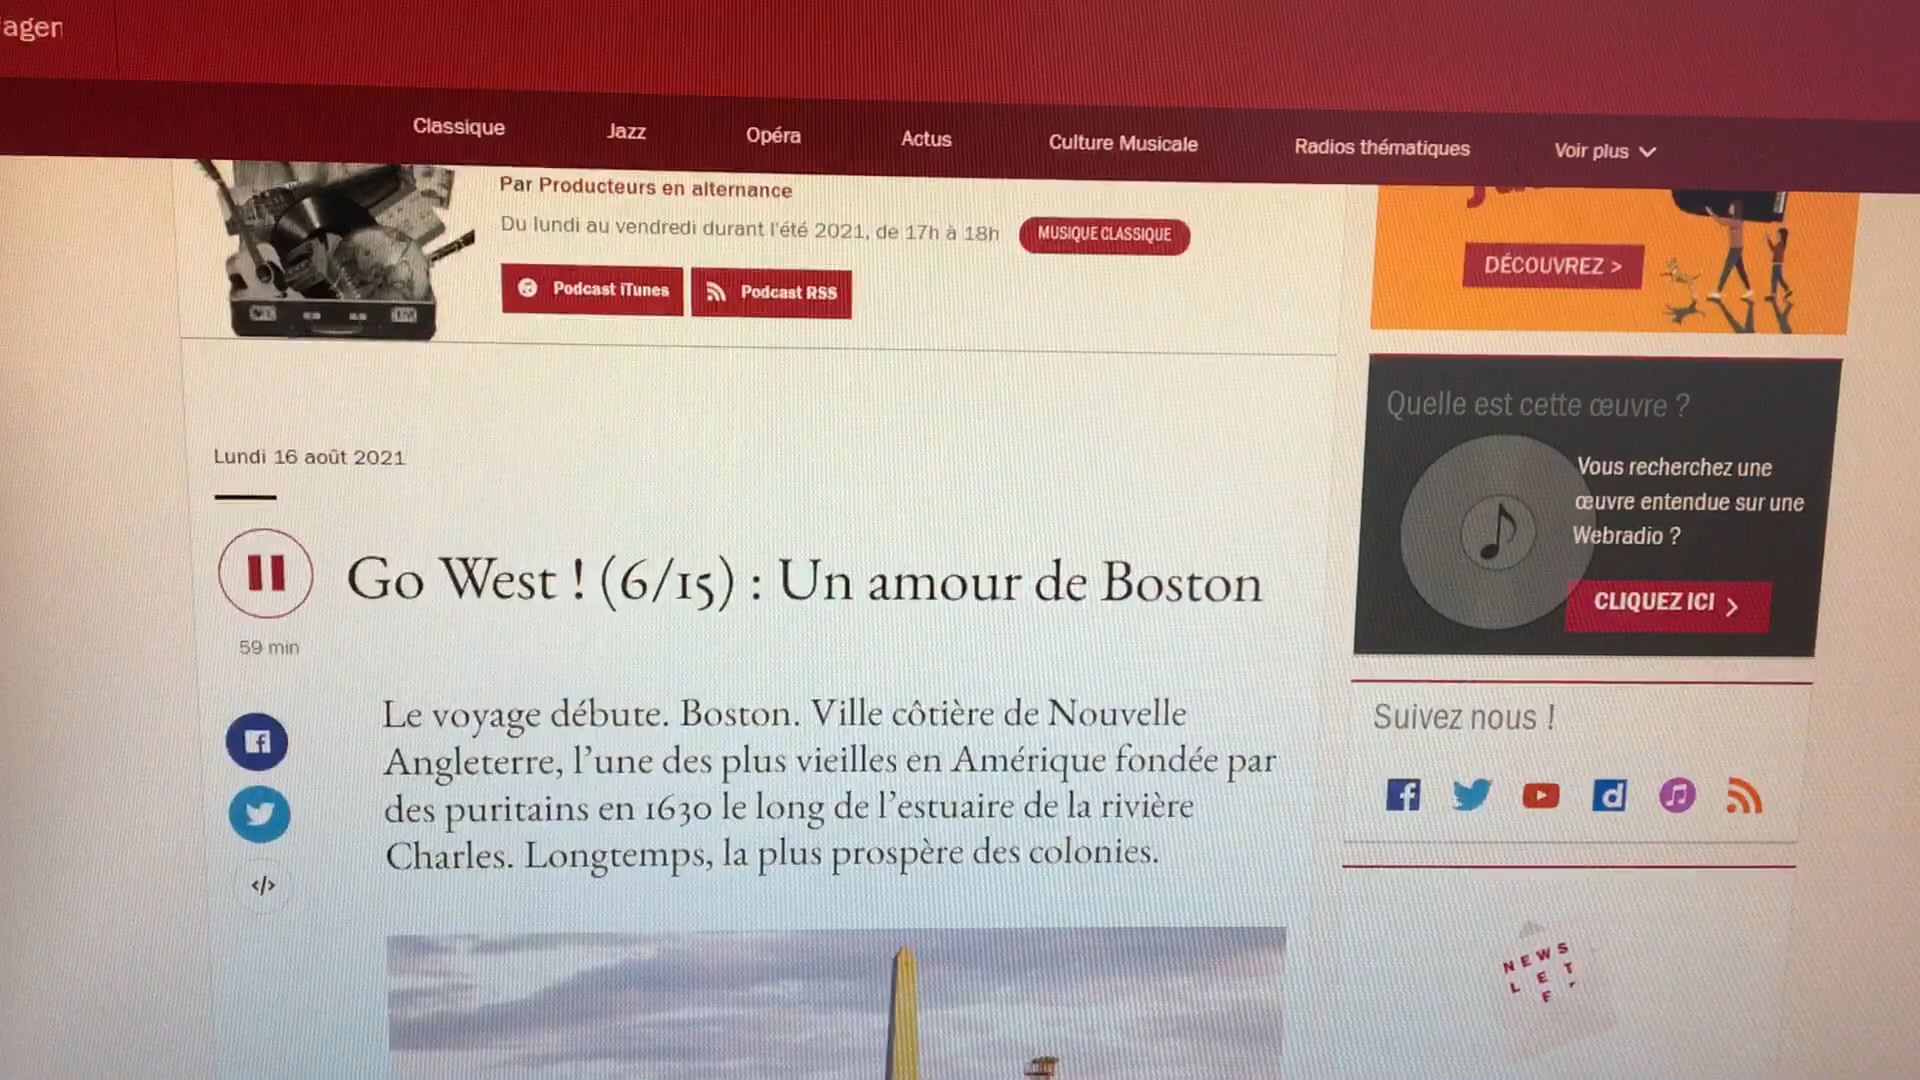 agen
Classique Jazz Opéra Actus Culture Musicale Radios thématiques Voir plus
Par Producteurs en alternance
Du lundi au vendredi durant l'été 2021, de 17h à 18h MUSIQUE CLASSIQUE
Podcast iTunes Podcast RSS
DÉCOUVREZ >
Lundi 16 août 2021
Go West ! (6/15) : Un amour de Boston
59 min
Le voyage débute. Boston. Ville côtière de Nouvelle
Angleterre, l’une des plus vieilles en Amérique fondée par
des puritains en 1630 le long de l’estuaire de la rivière
Charles. Longtemps, la plus prospère des colonies.
</>
Quelle est cette œuvre ?
Vous recherchez une
œuvre entendue sur une
Webradio ?
CLIQUEZ ICI >
Suivez nous !
NEWS
LET